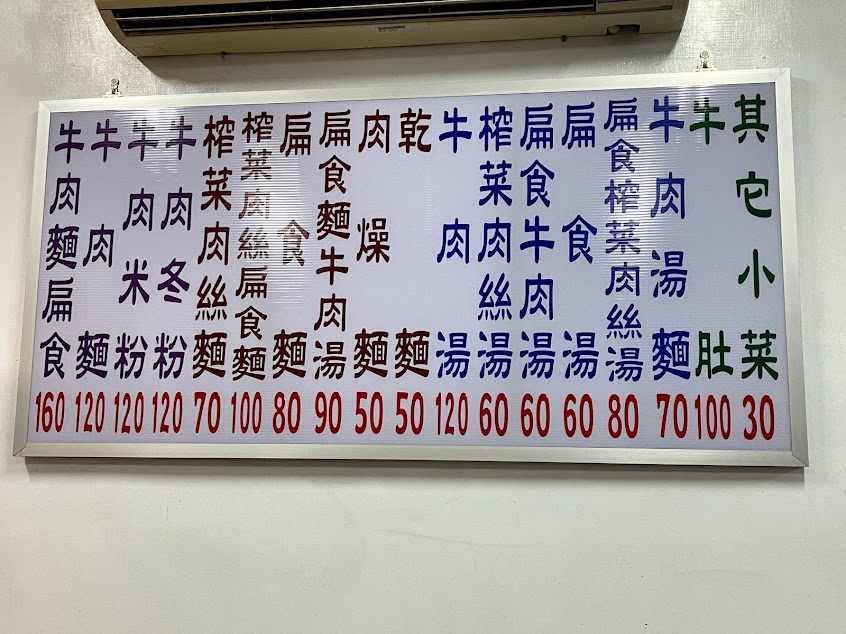 牛肉麵扁食 160
牛肉麵 120
牛肉米粉 120
牛肉冬粉 120
榨菜肉絲麵 70
榨菜肉絲扁食麵 100
扁食麵 80
扁食麵牛肉湯 90
肉燥麵 50
乾麵 50
牛肉湯 120
榨菜肉絲湯 60
扁食牛肉湯 60
扁食湯 60
扁食榨菜肉絲湯 80
牛肉湯麵 70
牛肚 100
其它小菜 30